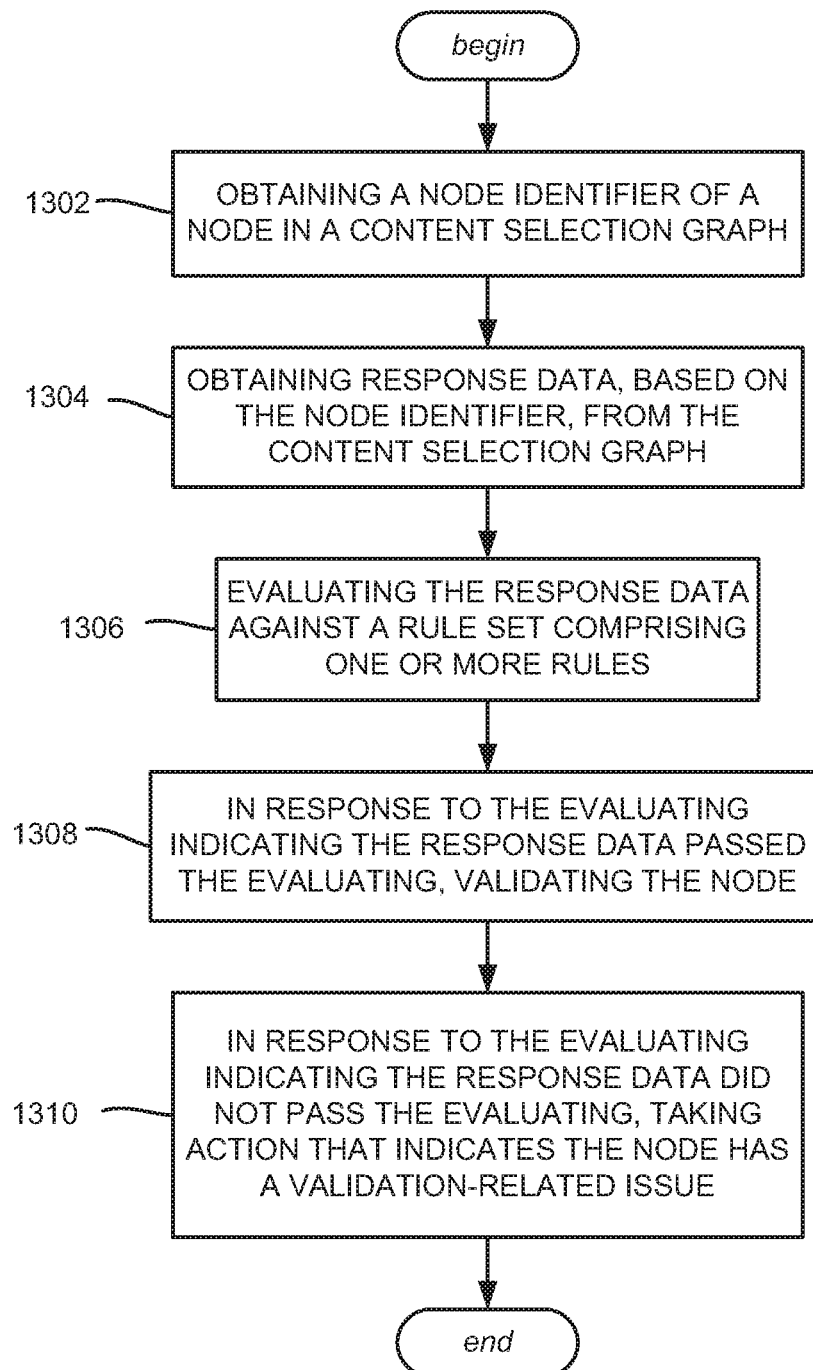 begin
1302
OBTAINING A NODE IDENTIFIER OF A
NODE IN A CONTENT SELECTION GRAPH
1304
OBTAINING RESPONSE DATA, BASED ON
THE NODE IDENTIFIER, FROM THE
CONTENT SELECTION GRAPH
1306
EVALUATING THE RESPONSE DATA
AGAINST A RULE SET COMPRISING
ONE OR MORE RULES
1308
IN RESPONSE TO THE EVALUATING
INDICATING THE RESPONSE DATA PASSED
THE EVALUATING, VALIDATING THE NODE
1310
IN RESPONSE TO THE EVALUATING
INDICATING THE RESPONSE DATA DID
NOT PASS THE EVALUATING, TAKING
ACTION THAT INDICATES THE NODE HAS
A VALIDATION-RELATED ISSUE
end